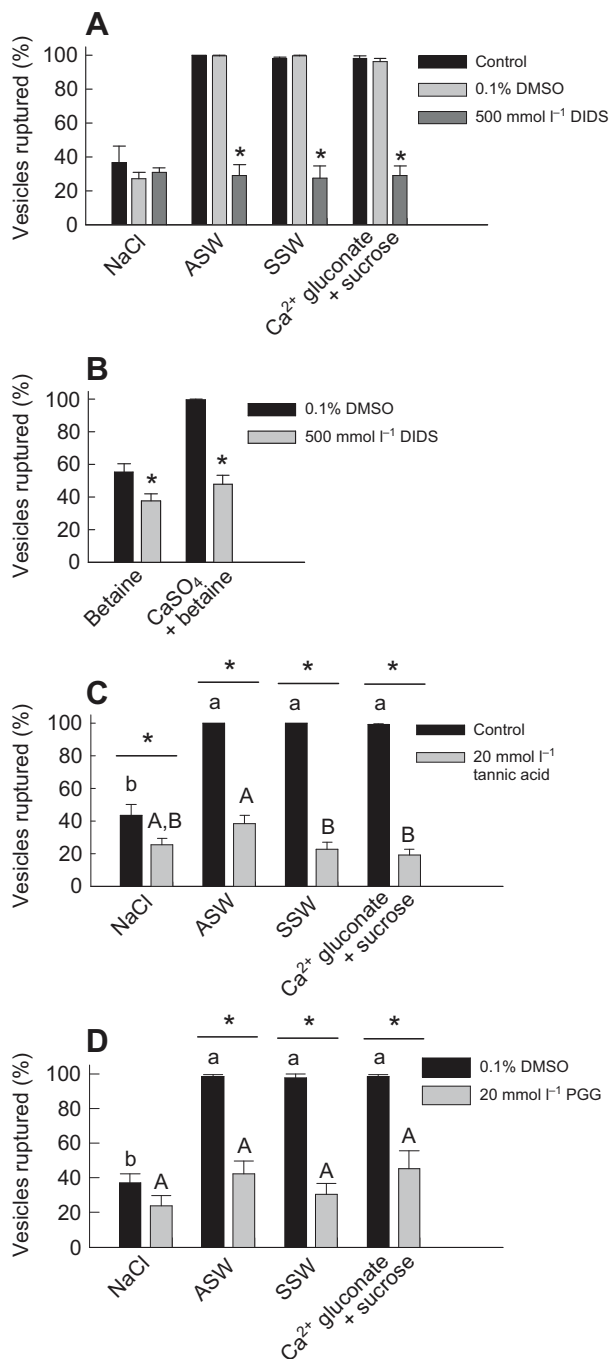 A
Vesicles ruptured (%)
100
80
60
40
20
0
* * *
Control
0.1% DMSO
500 mmol l⁻¹ DIDS
NaCl
ASW
SSW
Ca²⁺ gluconate
+ sucrose
B
Vesicles ruptured (%)
100
80
60
40
20
0
* *
0.1% DMSO
500 mmol l⁻¹ DIDS
Betaine
CaSO₄
+ betaine
C
Vesicles ruptured (%)
100
80
60
40
20
0
* * * *
b a a a
A,B A B B
Control
20 mmol l⁻¹
tannic acid
NaCl
ASW
SSW
Ca²⁺ gluconate
+ sucrose
D
Vesicles ruptured (%)
100
80
60
40
20
0
* * *
b a a a
A A A A
0.1% DMSO
20 mmol l⁻¹ PGG
NaCl
ASW
SSW
Ca²⁺ gluconate
+ sucrose